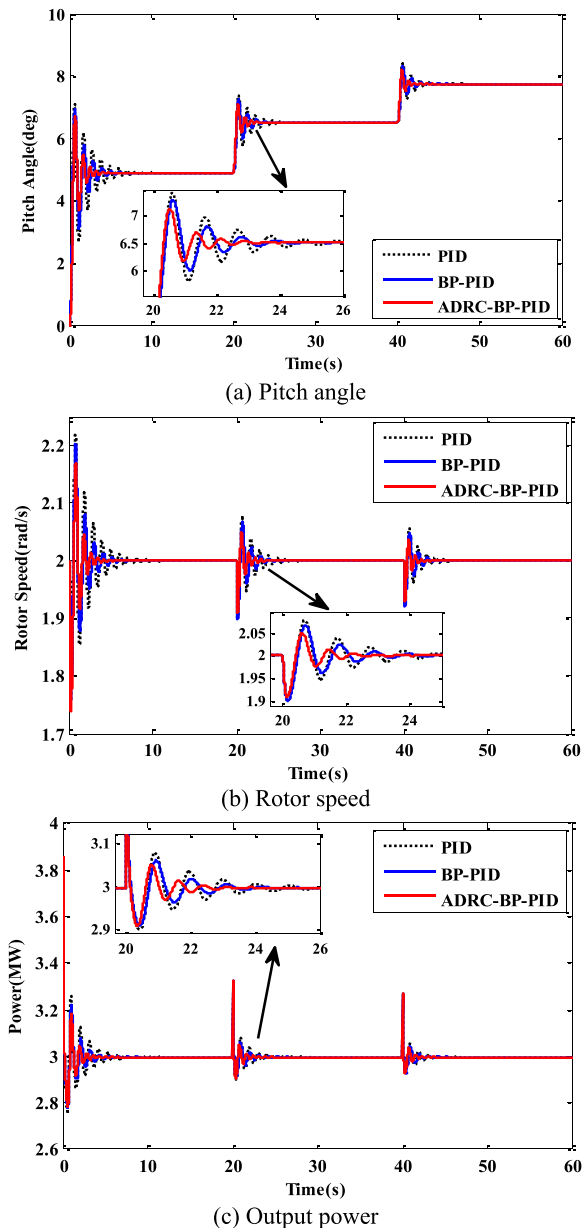 10
8
6
4
2
0
Pitch Angle(deg)
7
6.5
6
20 22 24 26
PID
BP-PID
ADRC-BP-PID
0 10 20 30 40 50 60
Time(s)
(a) Pitch angle
2.2
2.1
2
1.9
1.8
1.7
Rotor Speed(rad/s)
PID
BP-PID
ADRC-BP-PID
2.05
2
1.95
1.9
20 22 24
0 10 20 30 40 50 60
Time(s)
(b) Rotor speed
4
3.8
3.6
3.4
3.2
3
2.8
2.6
Power(MW)
3.1
3
2.9
20 22 24 26
PID
BP-PID
ADRC-BP-PID
0 10 20 30 40 50 60
Time(s)
(c) Output power